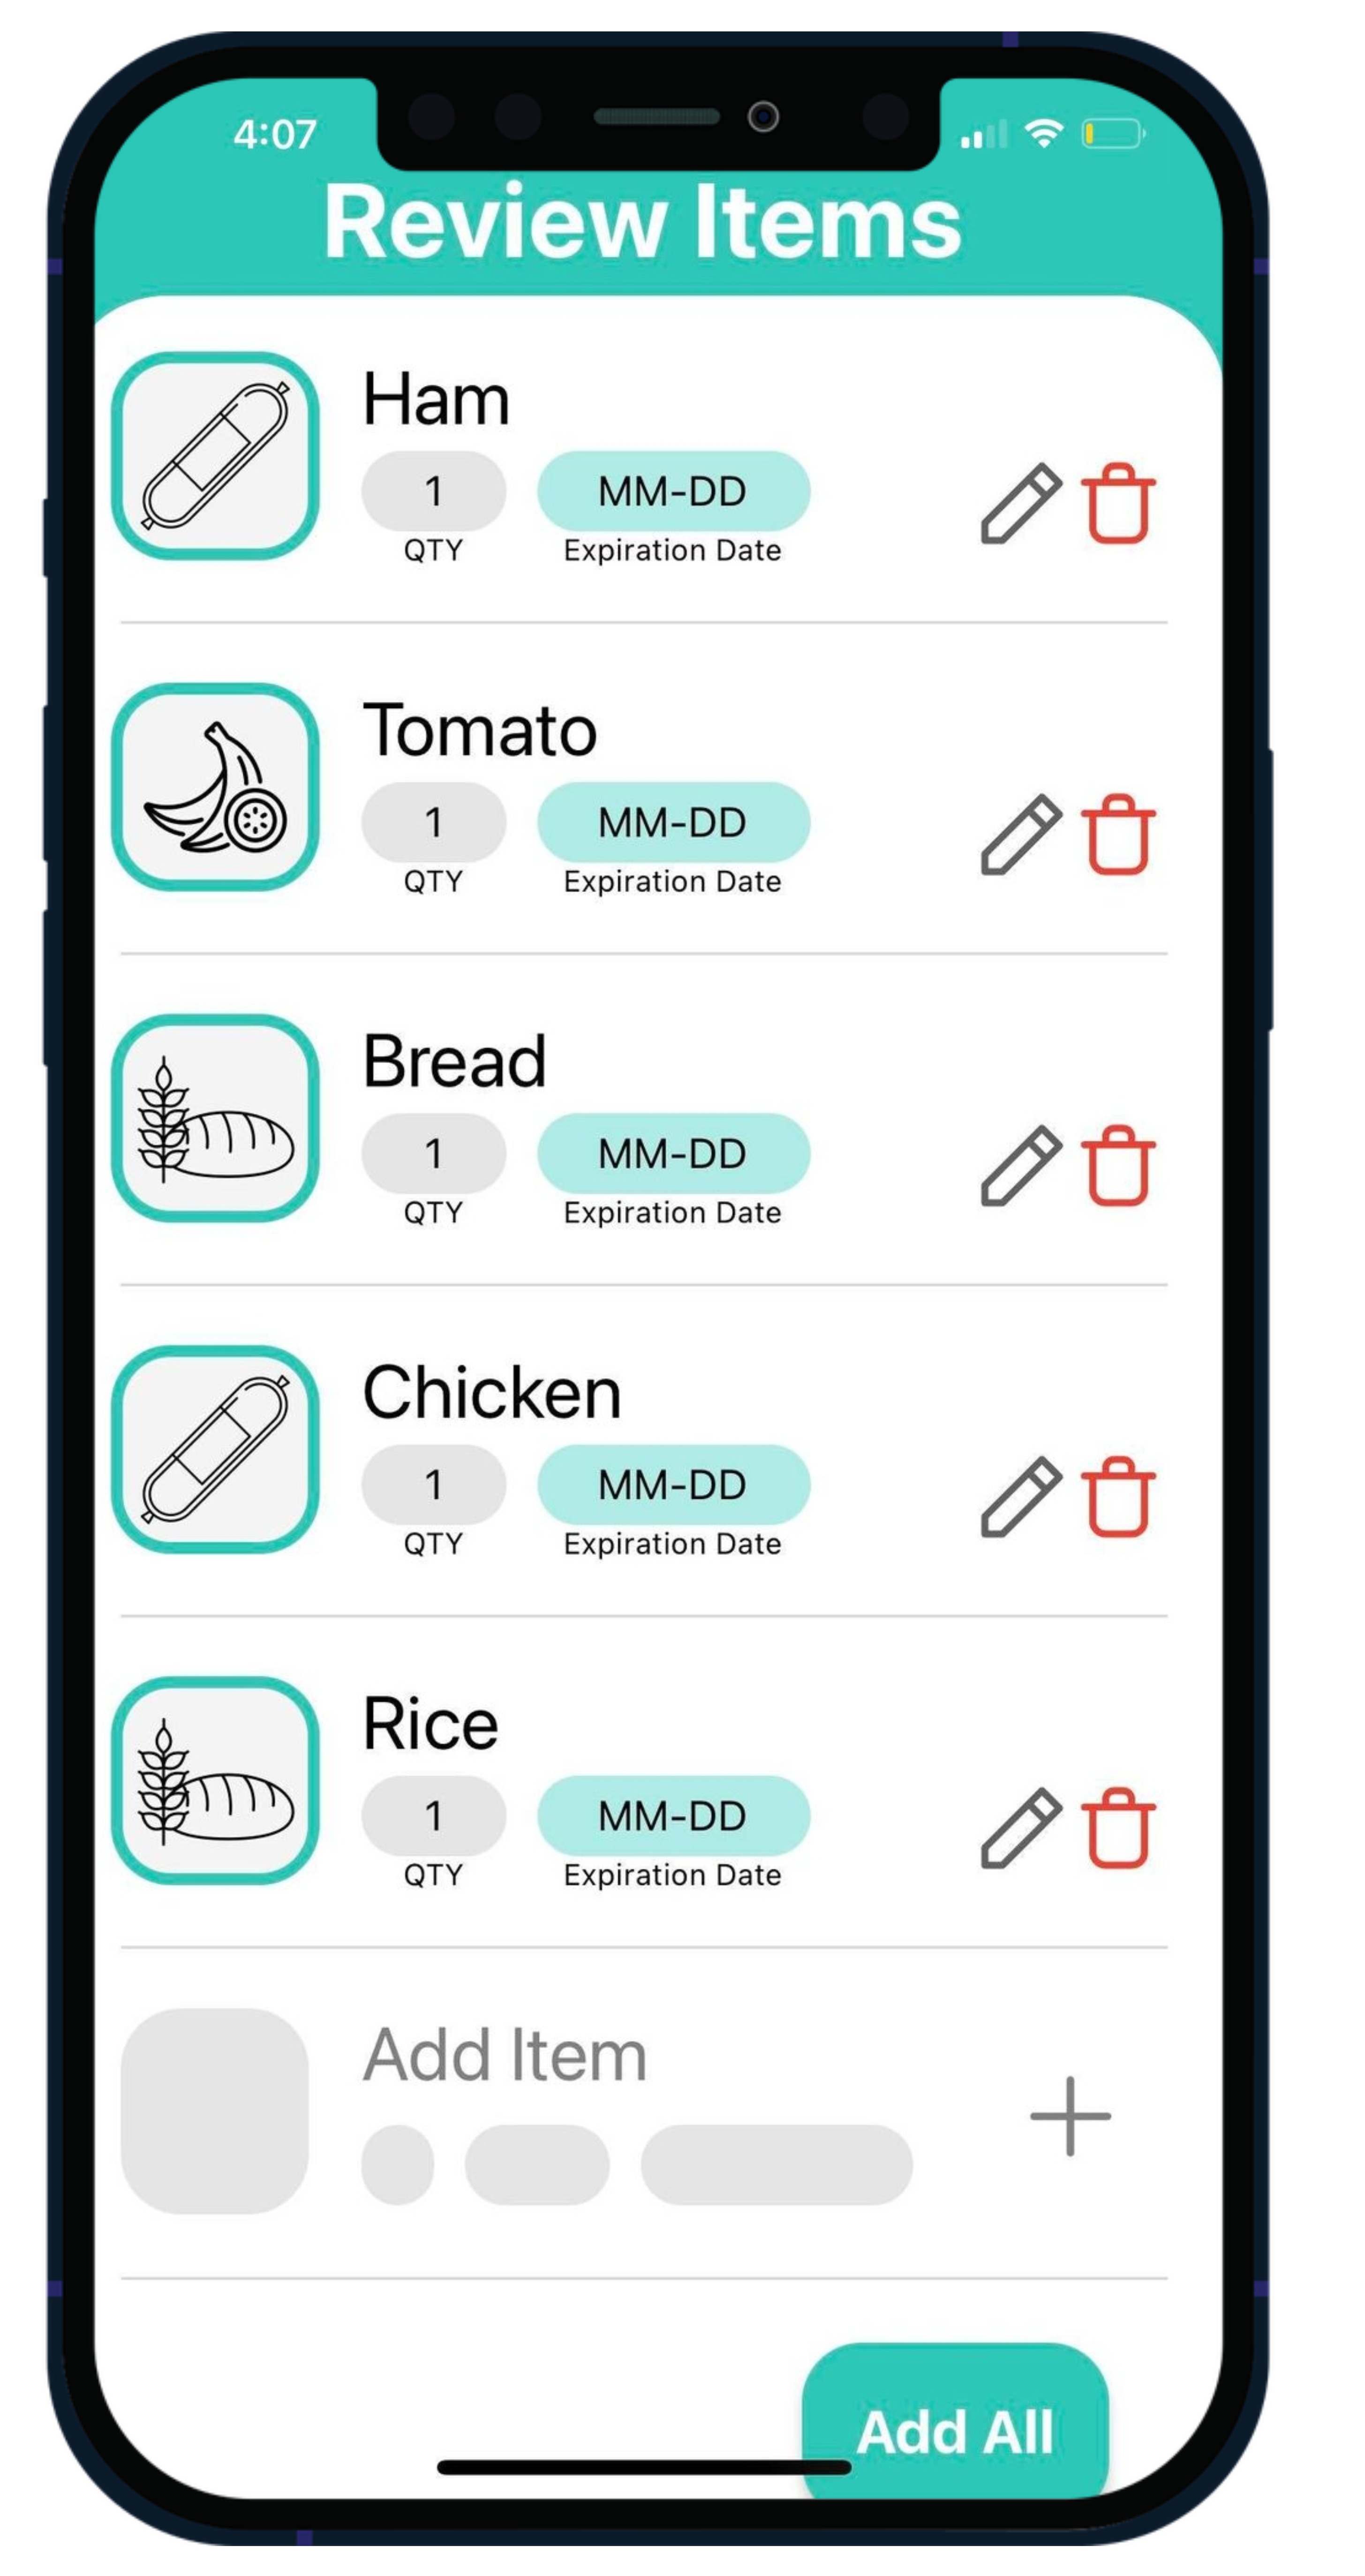 4:07
Review Items
Ham
1 MM-DD
QTY Expiration Date
Tomato
1 MM-DD
QTY Expiration Date
Bread
1 MM-DD
QTY Expiration Date
Chicken
1 MM-DD
QTY Expiration Date
Rice
1 MM-DD
QTY Expiration Date
Add Item
Add All